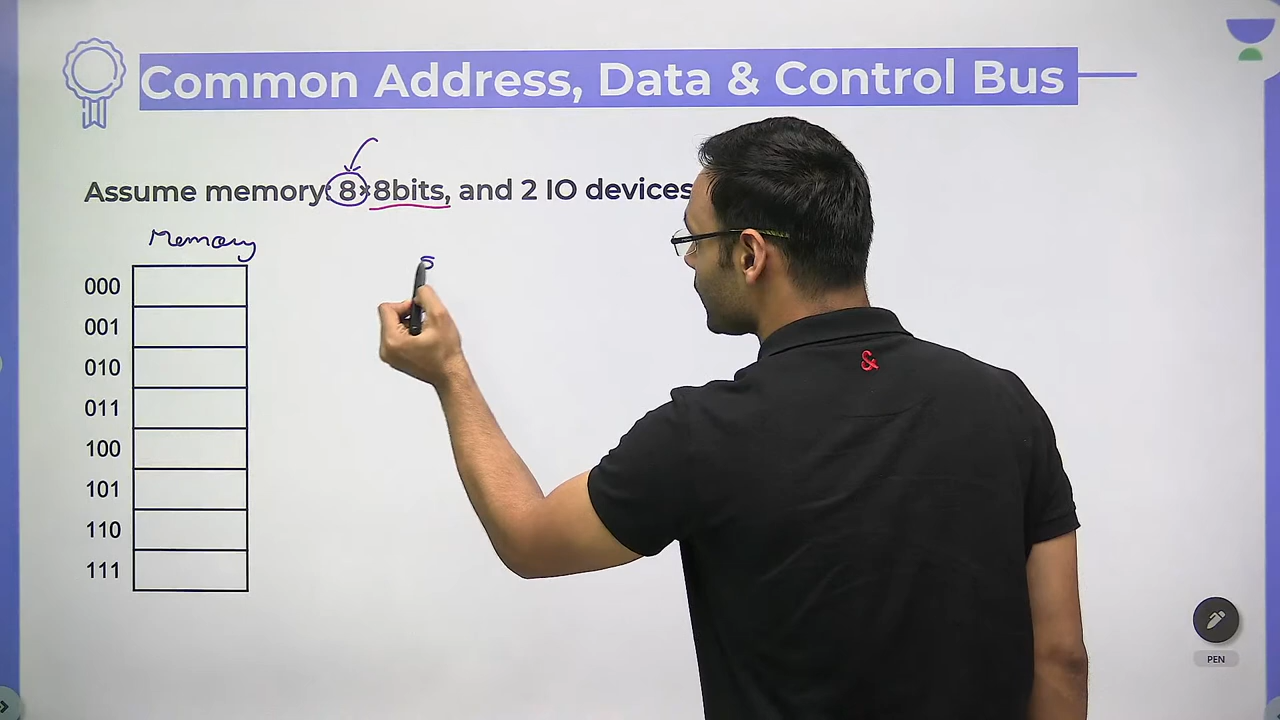 Common Address, Data & Control Bus
Assume memory: 8×8bits, and 2 IO devices
Memory
000
001
010
011
100
101
110
111
&
PEN